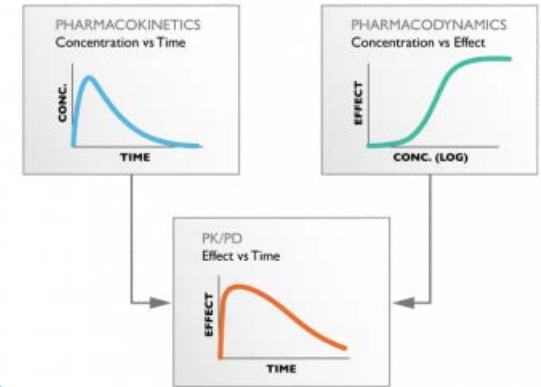 PHARMACOKINETICS
Concentration vs Time
CONC.
TIME
PHARMACODYNAMICS
Concentration vs Effect
EFFECT
CONC. (LOG)
PK/PD
Effect vs Time
EFFECT
TIME